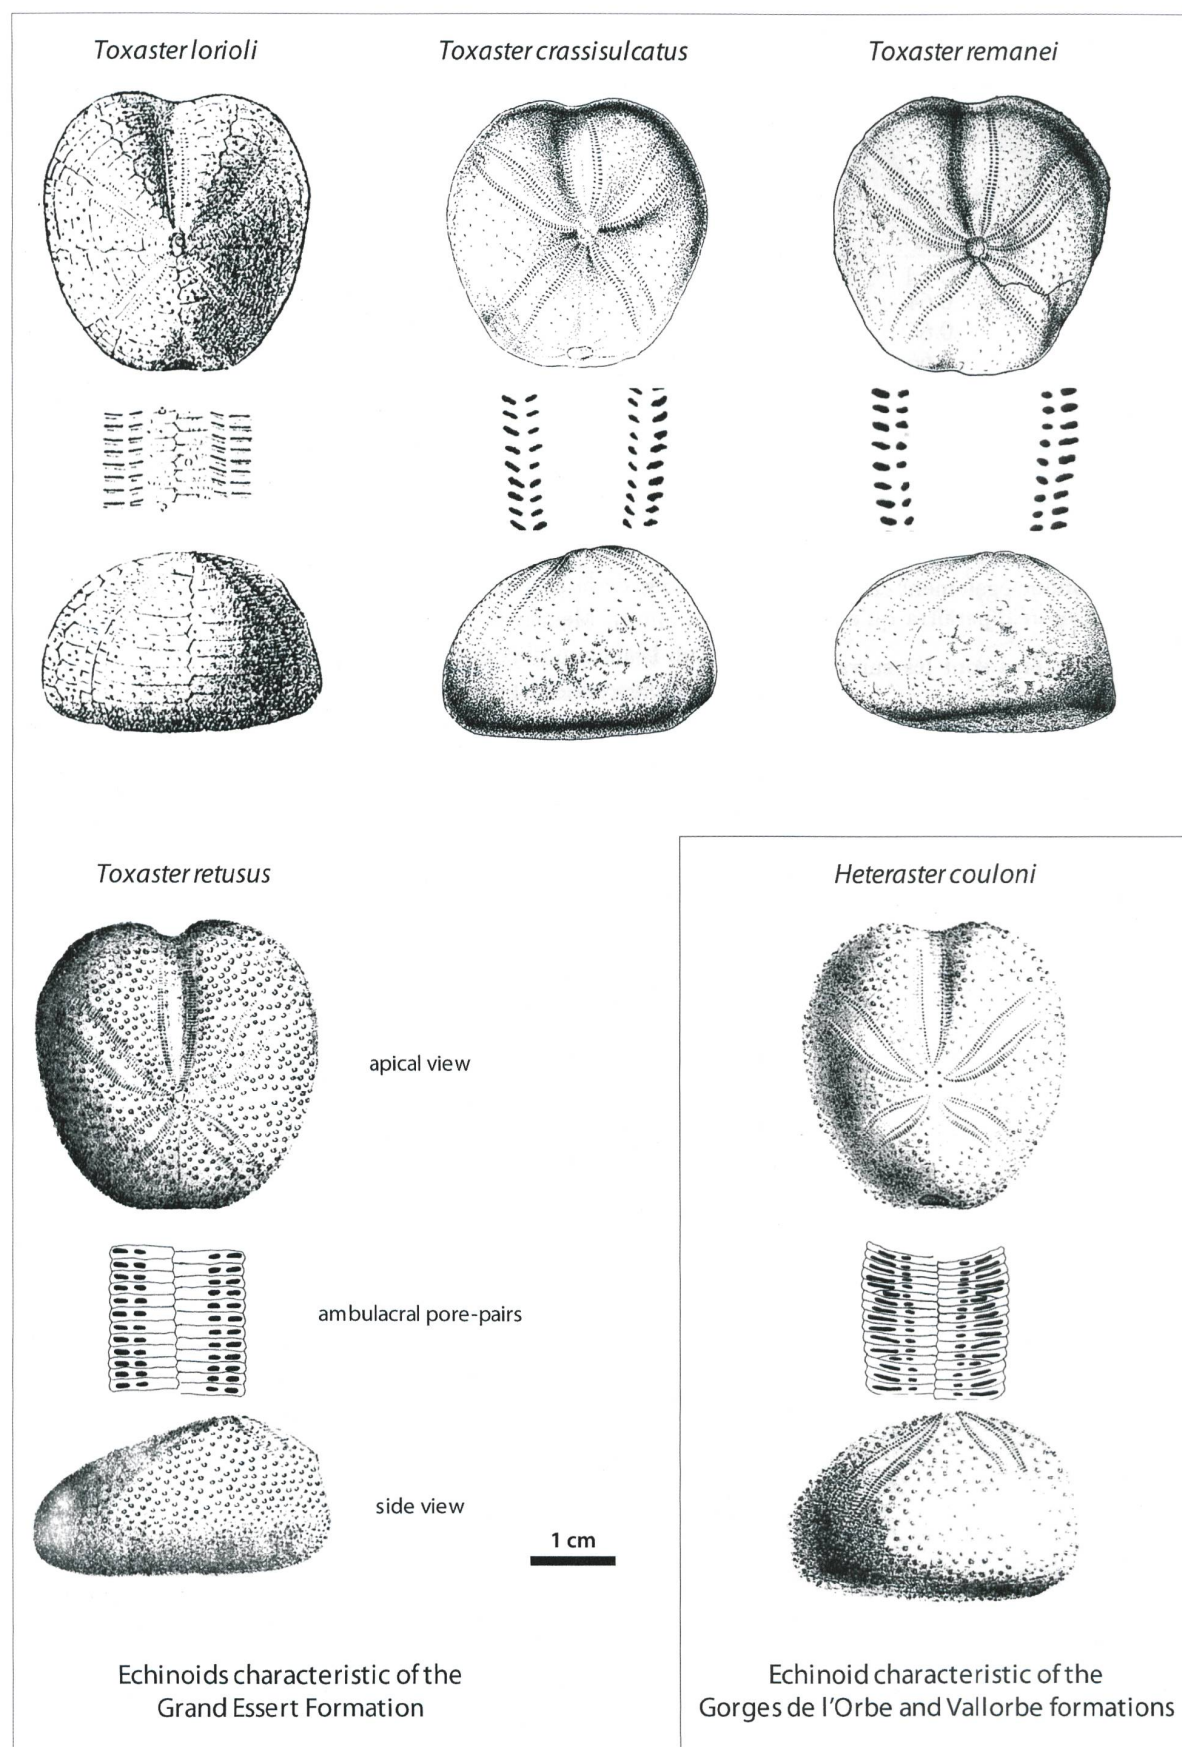 Toxaster lorioli
Toxaster crassisulcatus
Toxaster remanei
Toxaster retusus
Heteraster couloni
apical view
ambulacral pore-pairs
side view
1 cm
Echinoids characteristic of the
Grand Essert Formation
Echinoid characteristic of the
Gorges de l'Orbe and Vallorbe formations